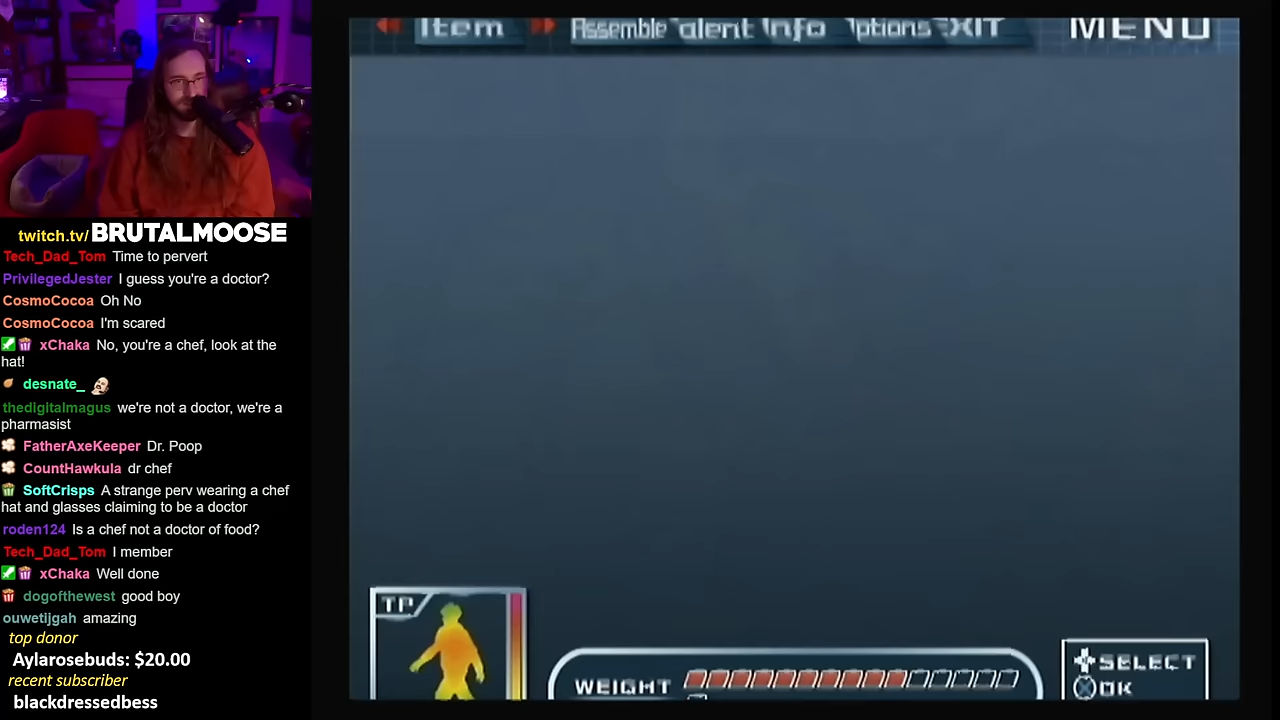 Item Assemble Talent Info Options EXIT MENU
twitch.tv/BRUTALMOOSE
Tech_Dad_Tom Time to pervert
PrivilegedJester I guess you're a doctor?
CosmoCocoa Oh No
CosmoCocoa I'm scared
xChaka No, you're a chef, look at the
hat!
desnate_
thedigitalmagus we're not a doctor, we're a
pharmasist
FatherAxeKeeper Dr. Poop
CountHawkula dr chef
SoftCrisps A strange perv wearing a chef
hat and glasses claiming to be a doctor
roden124 Is a chef not a doctor of food?
Tech_Dad_Tom I member
xChaka Well done
dogofthewest good boy
ouwetijgah amazing
top donor
Aylarosebuds: $20.00
recent subscriber
blackdressedbess
TP
WEIGHT
SELECT
OK